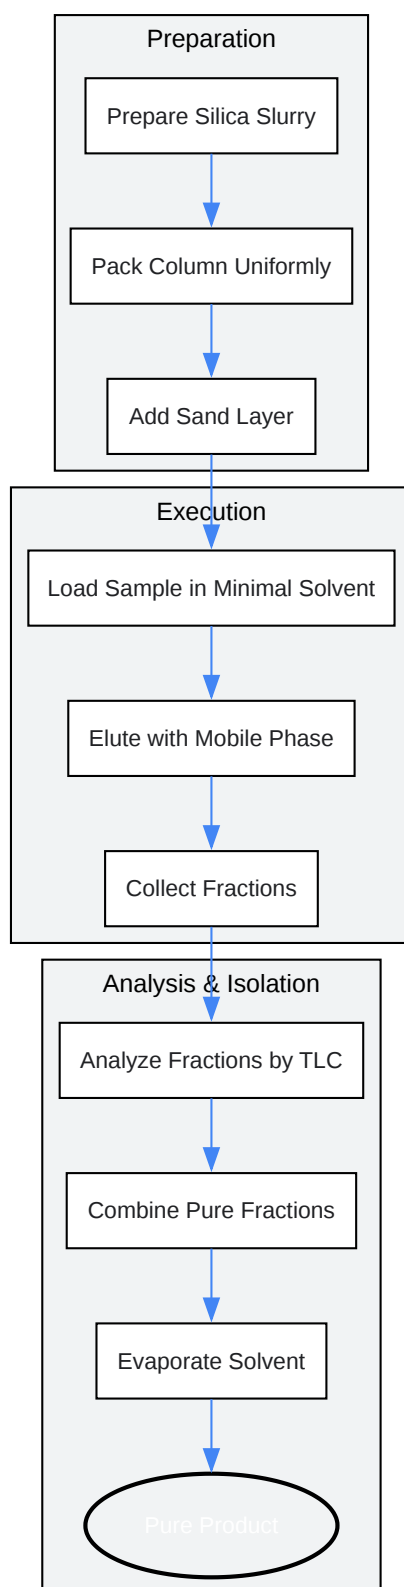 Preparation
Prepare Silica Slurry
Pack Column Uniformly
Add Sand Layer
Execution
Load Sample in Minimal Solvent
Elute with Mobile Phase
Collect Fractions
Analysis & Isolation
Analyze Fractions by TLC
Combine Pure Fractions
Evaporate Solvent
Pure Product